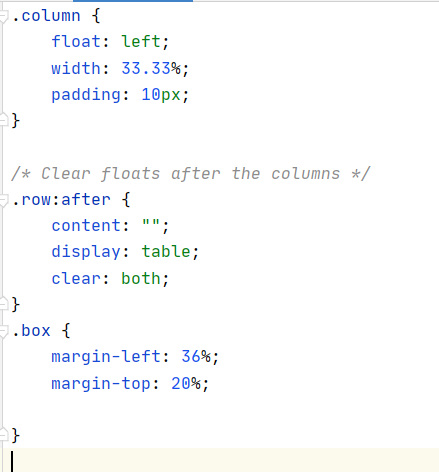 .column {
    float: left;
    width: 33.33%;
    padding: 10px;
}

/* Clear floats after the columns */
.row:after {
    content: "";
    display: table;
    clear: both;
}
.box {
    margin-left: 36%;
    margin-top: 20%;

}